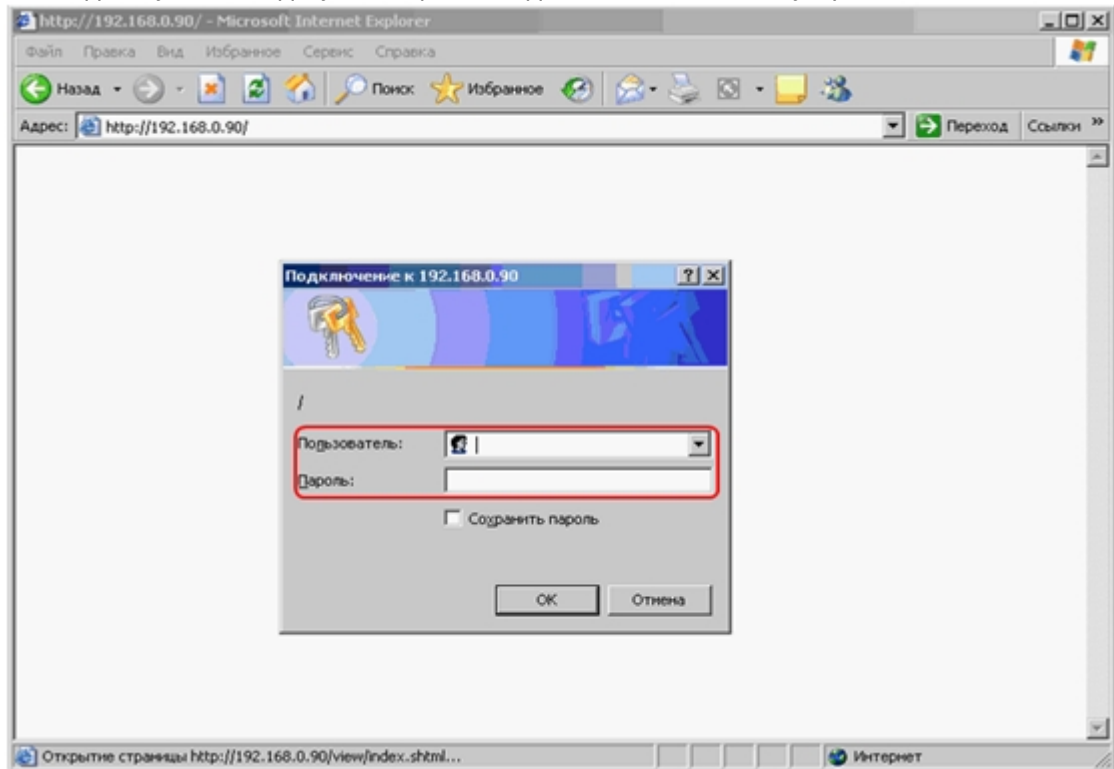 http://192.168.0.90/ - Microsoft Internet Explorer
Файл Правка Вид Избранное Сервис Справка
Назад Поиск Избранное
Адрес: http://192.168.0.90/ Переход Ссылки »
Подключение к 192.168.0.90
/
Пользователь:
Пароль:
Сохранить пароль
OK Отмена
Открытие страницы http://192.168.0.90/view/index.shtml... Интернет